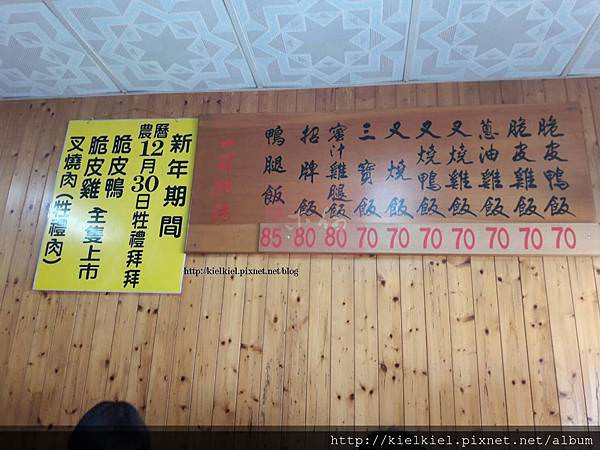 脆皮鴨飯 70
脆皮雞飯 70
蔥油雞飯 70
叉燒雞飯 70
叉燒鴨飯 70
叉燒飯 70
三寶飯 70
蜜汁雞腿飯 80
招牌飯 80
鴨腿飯 85
新年期間
農曆12月30日牲禮拜拜
脆皮鴨
脆皮雞 全隻上市
叉燒肉(牲禮肉)
http://kielkiel.pixnet.net/blog
http://kielkiel.pixnet.net/album